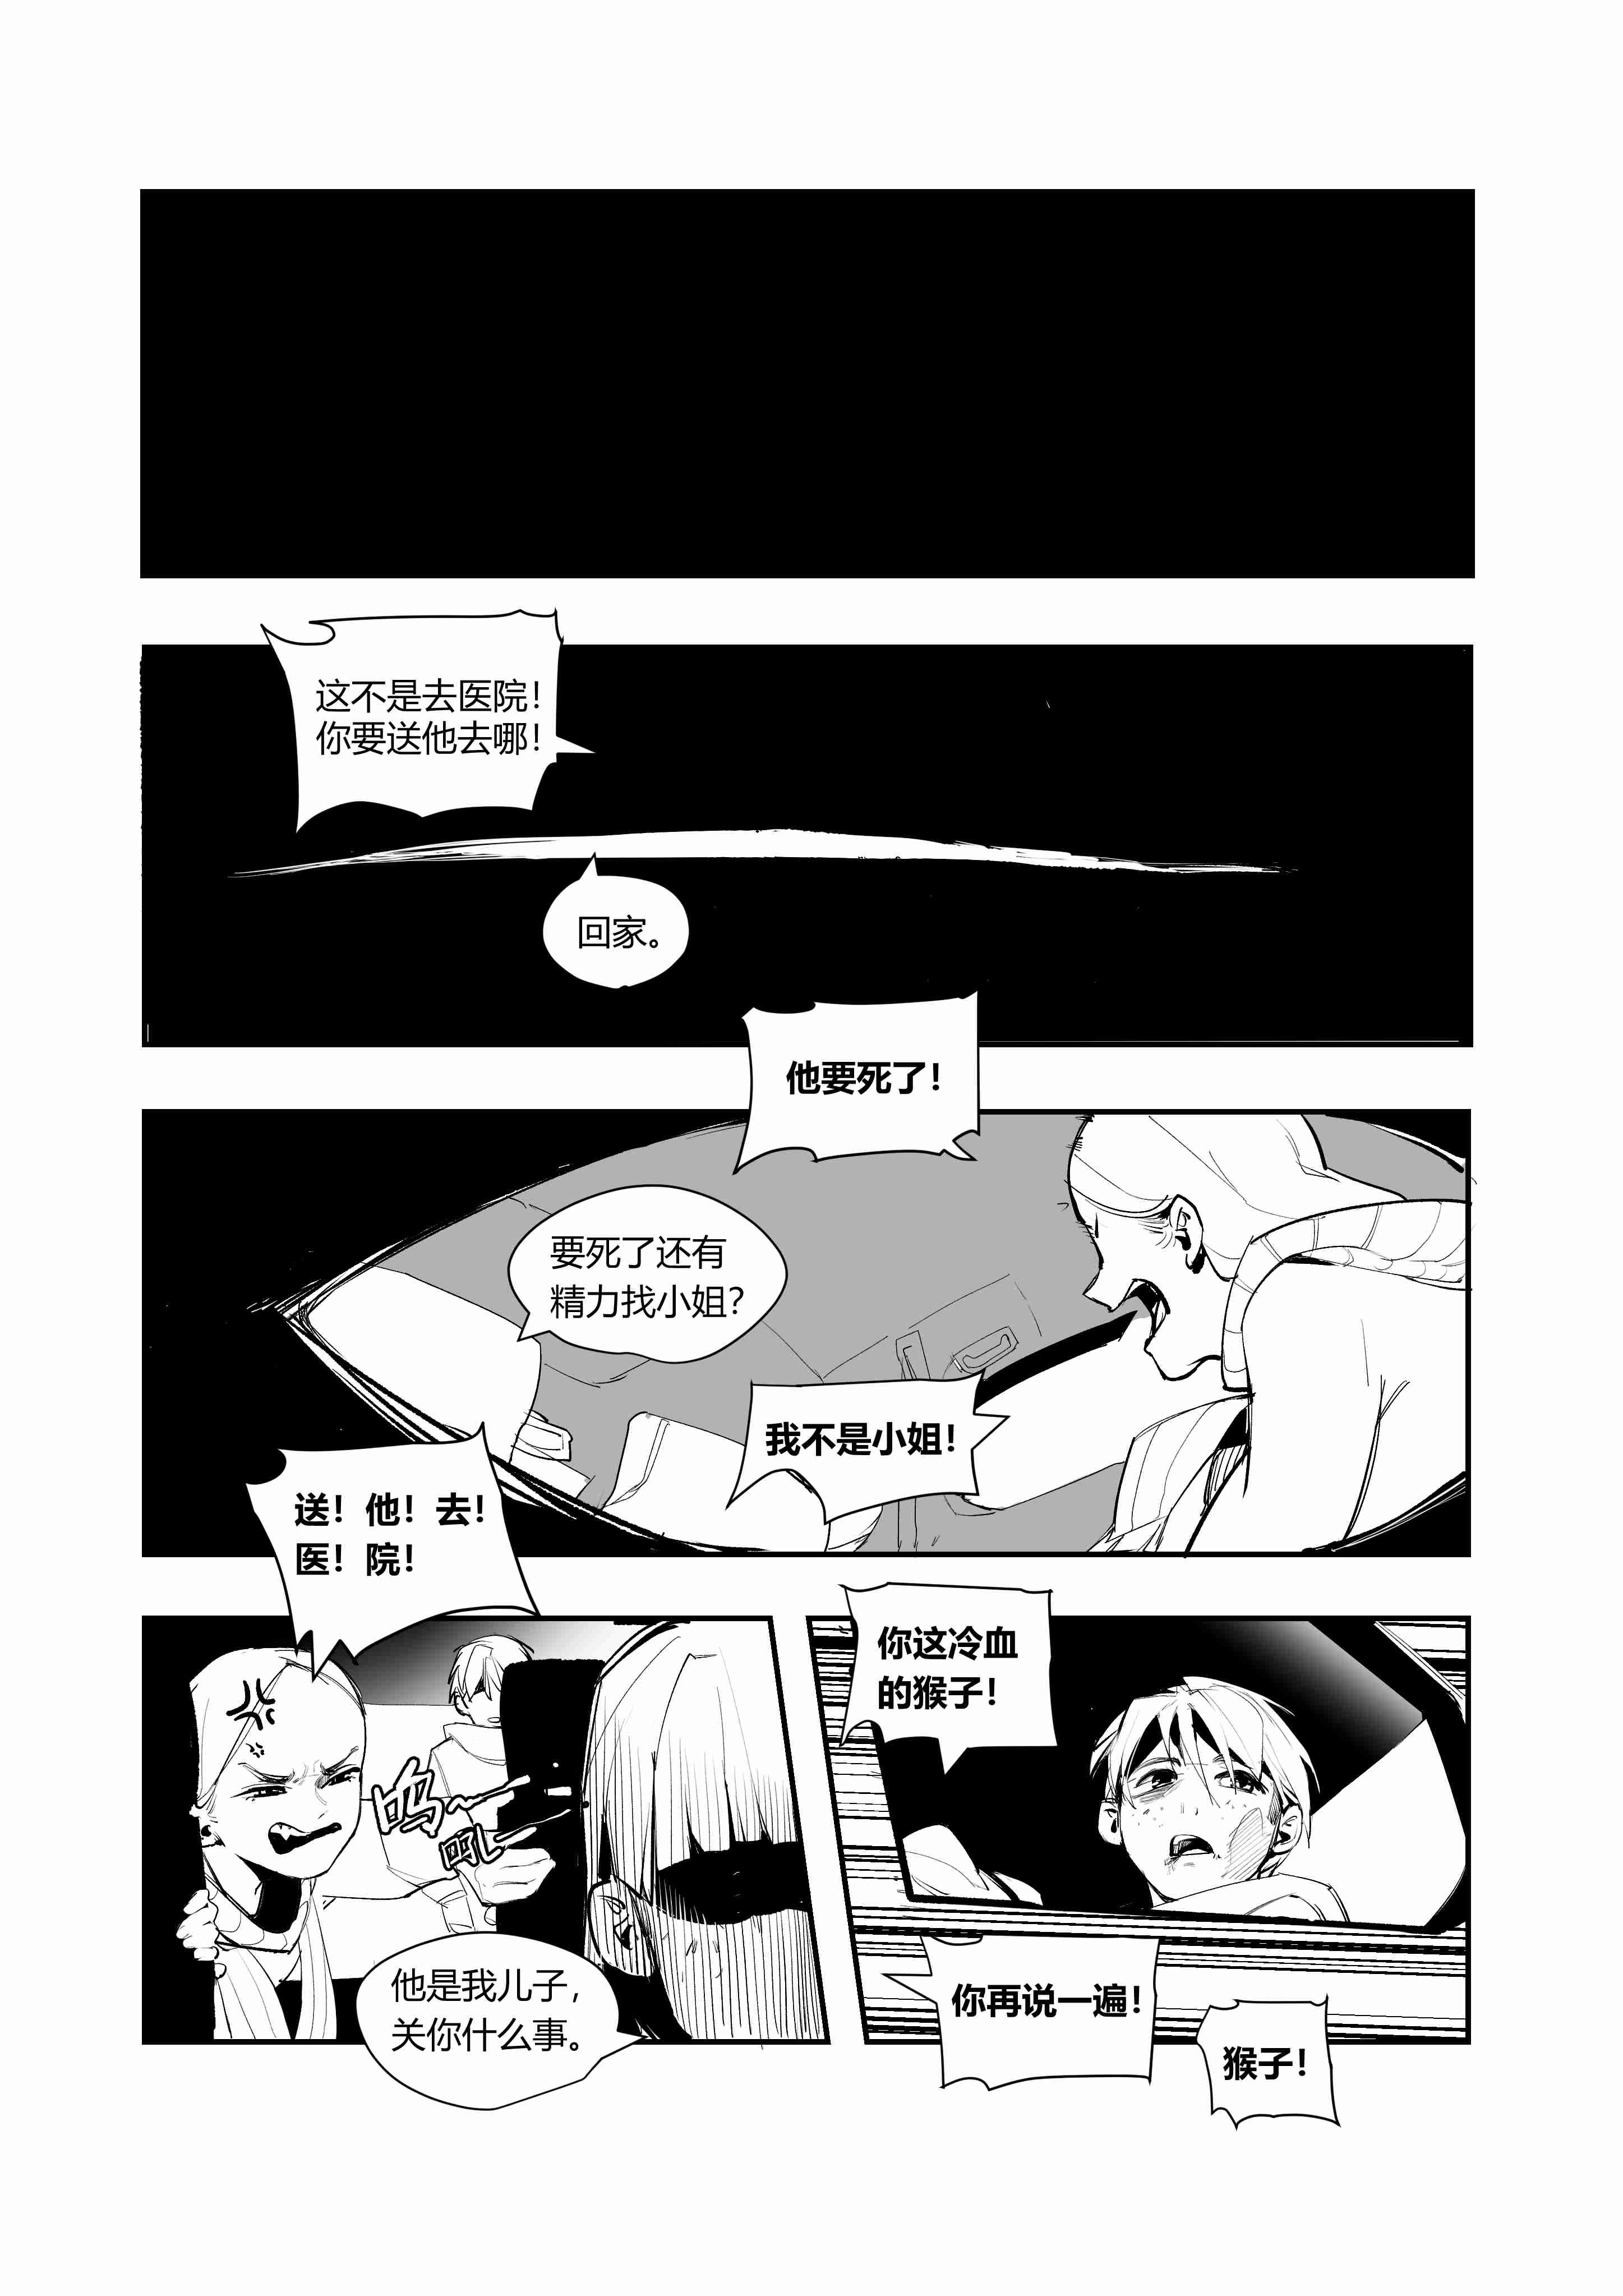 这不是去医院！
你要送他去哪！
回家。
他要死了！
要死了还有
精力找小姐？
我不是小姐！
送！他！去！
医！院！
呜～
吼～
他是我儿子，
关你什么事。
你这冷血
的猴子！
你再说一遍！
猴子！